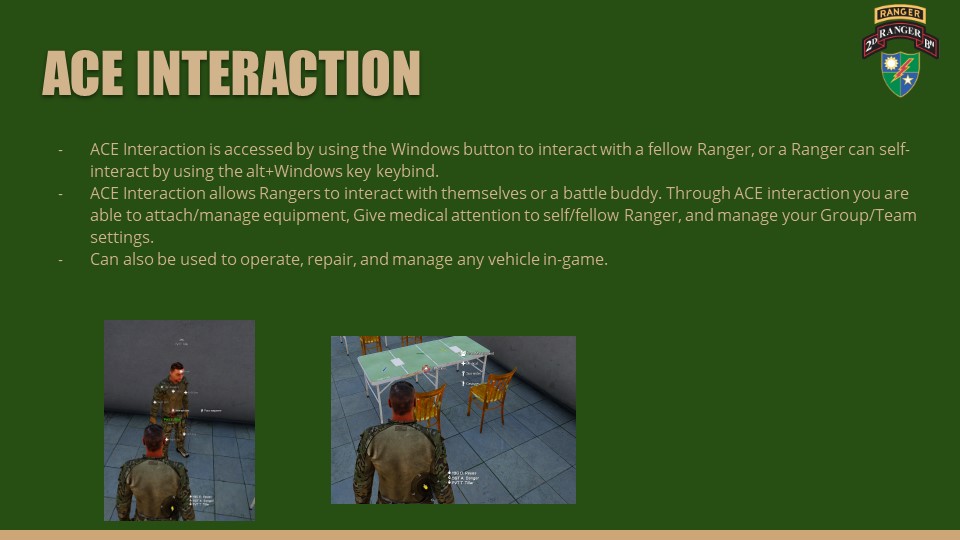 RANGER
2D RANGER BN
ACE INTERACTION
- ACE Interaction is accessed by using the Windows button to interact with a fellow Ranger, or a Ranger can self-
interact by using the alt+Windows key keybind.
- ACE Interaction allows Rangers to interact with themselves or a battle buddy. Through ACE interaction you are
able to attach/manage equipment, Give medical attention to self/fellow Ranger, and manage your Group/Team
settings.
- Can also be used to operate, repair, and manage any vehicle in-game.